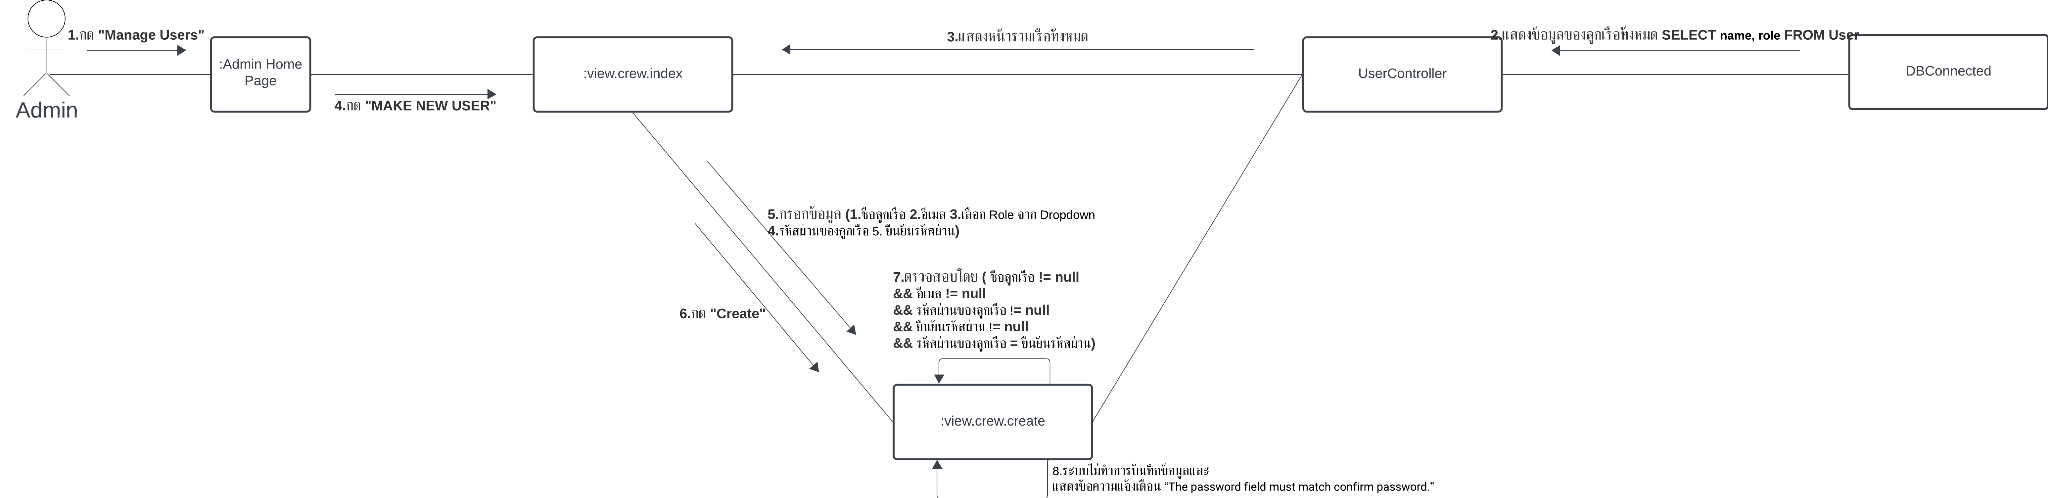 1.กด "Manage Users"
3.แสดงหน้ารวมเรือทั้งหมด
2.แสดงข้อมูลของลูกเรือทั้งหมด SELECT name, role FROM User
:Admin Home
Page
:view.crew.index
UserController
DBConnected
Admin
4.กด "MAKE NEW USER"
5.กรอกข้อมูล (1.ชื่อลูกเรือ 2.อีเมล 3.เลือก Role จาก Dropdown
4.รหัสผ่านของลูกเรือ 5. ยืนยันรหัสผ่าน)
7.ตรวจสอบโดย ( ชื่อลูกเรือ != null
&& อีเมล != null
&& รหัสผ่านของลูกเรือ != null
&& ยืนยันรหัสผ่าน != null
&& รหัสผ่านของลูกเรือ = ยืนยันรหัสผ่าน)
6.กด "Create"
:view.crew.create
8.ระบบไม่ทำการบันทึกข้อมูลและ
แสดงข้อความแจ้งเตือน “The password field must match confirm password.”